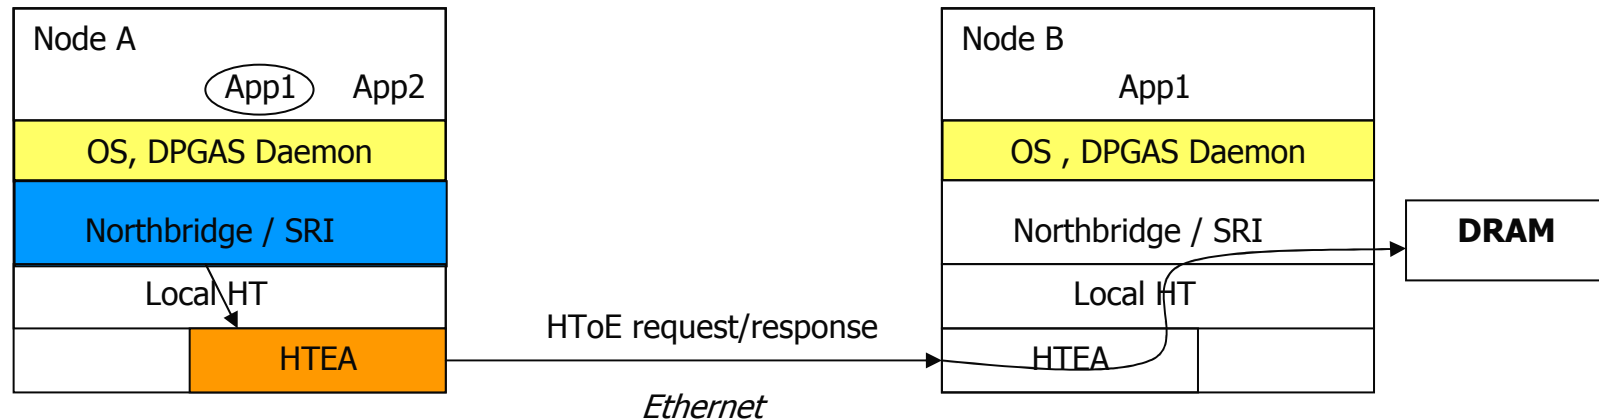 Node A
App1 App2
OS, DPGAS Daemon
Northbridge / SRI
Local HT
HTEA
HToE request/response
Ethernet
Node B
App1
OS , DPGAS Daemon
Northbridge / SRI
Local HT
HTEA
DRAM